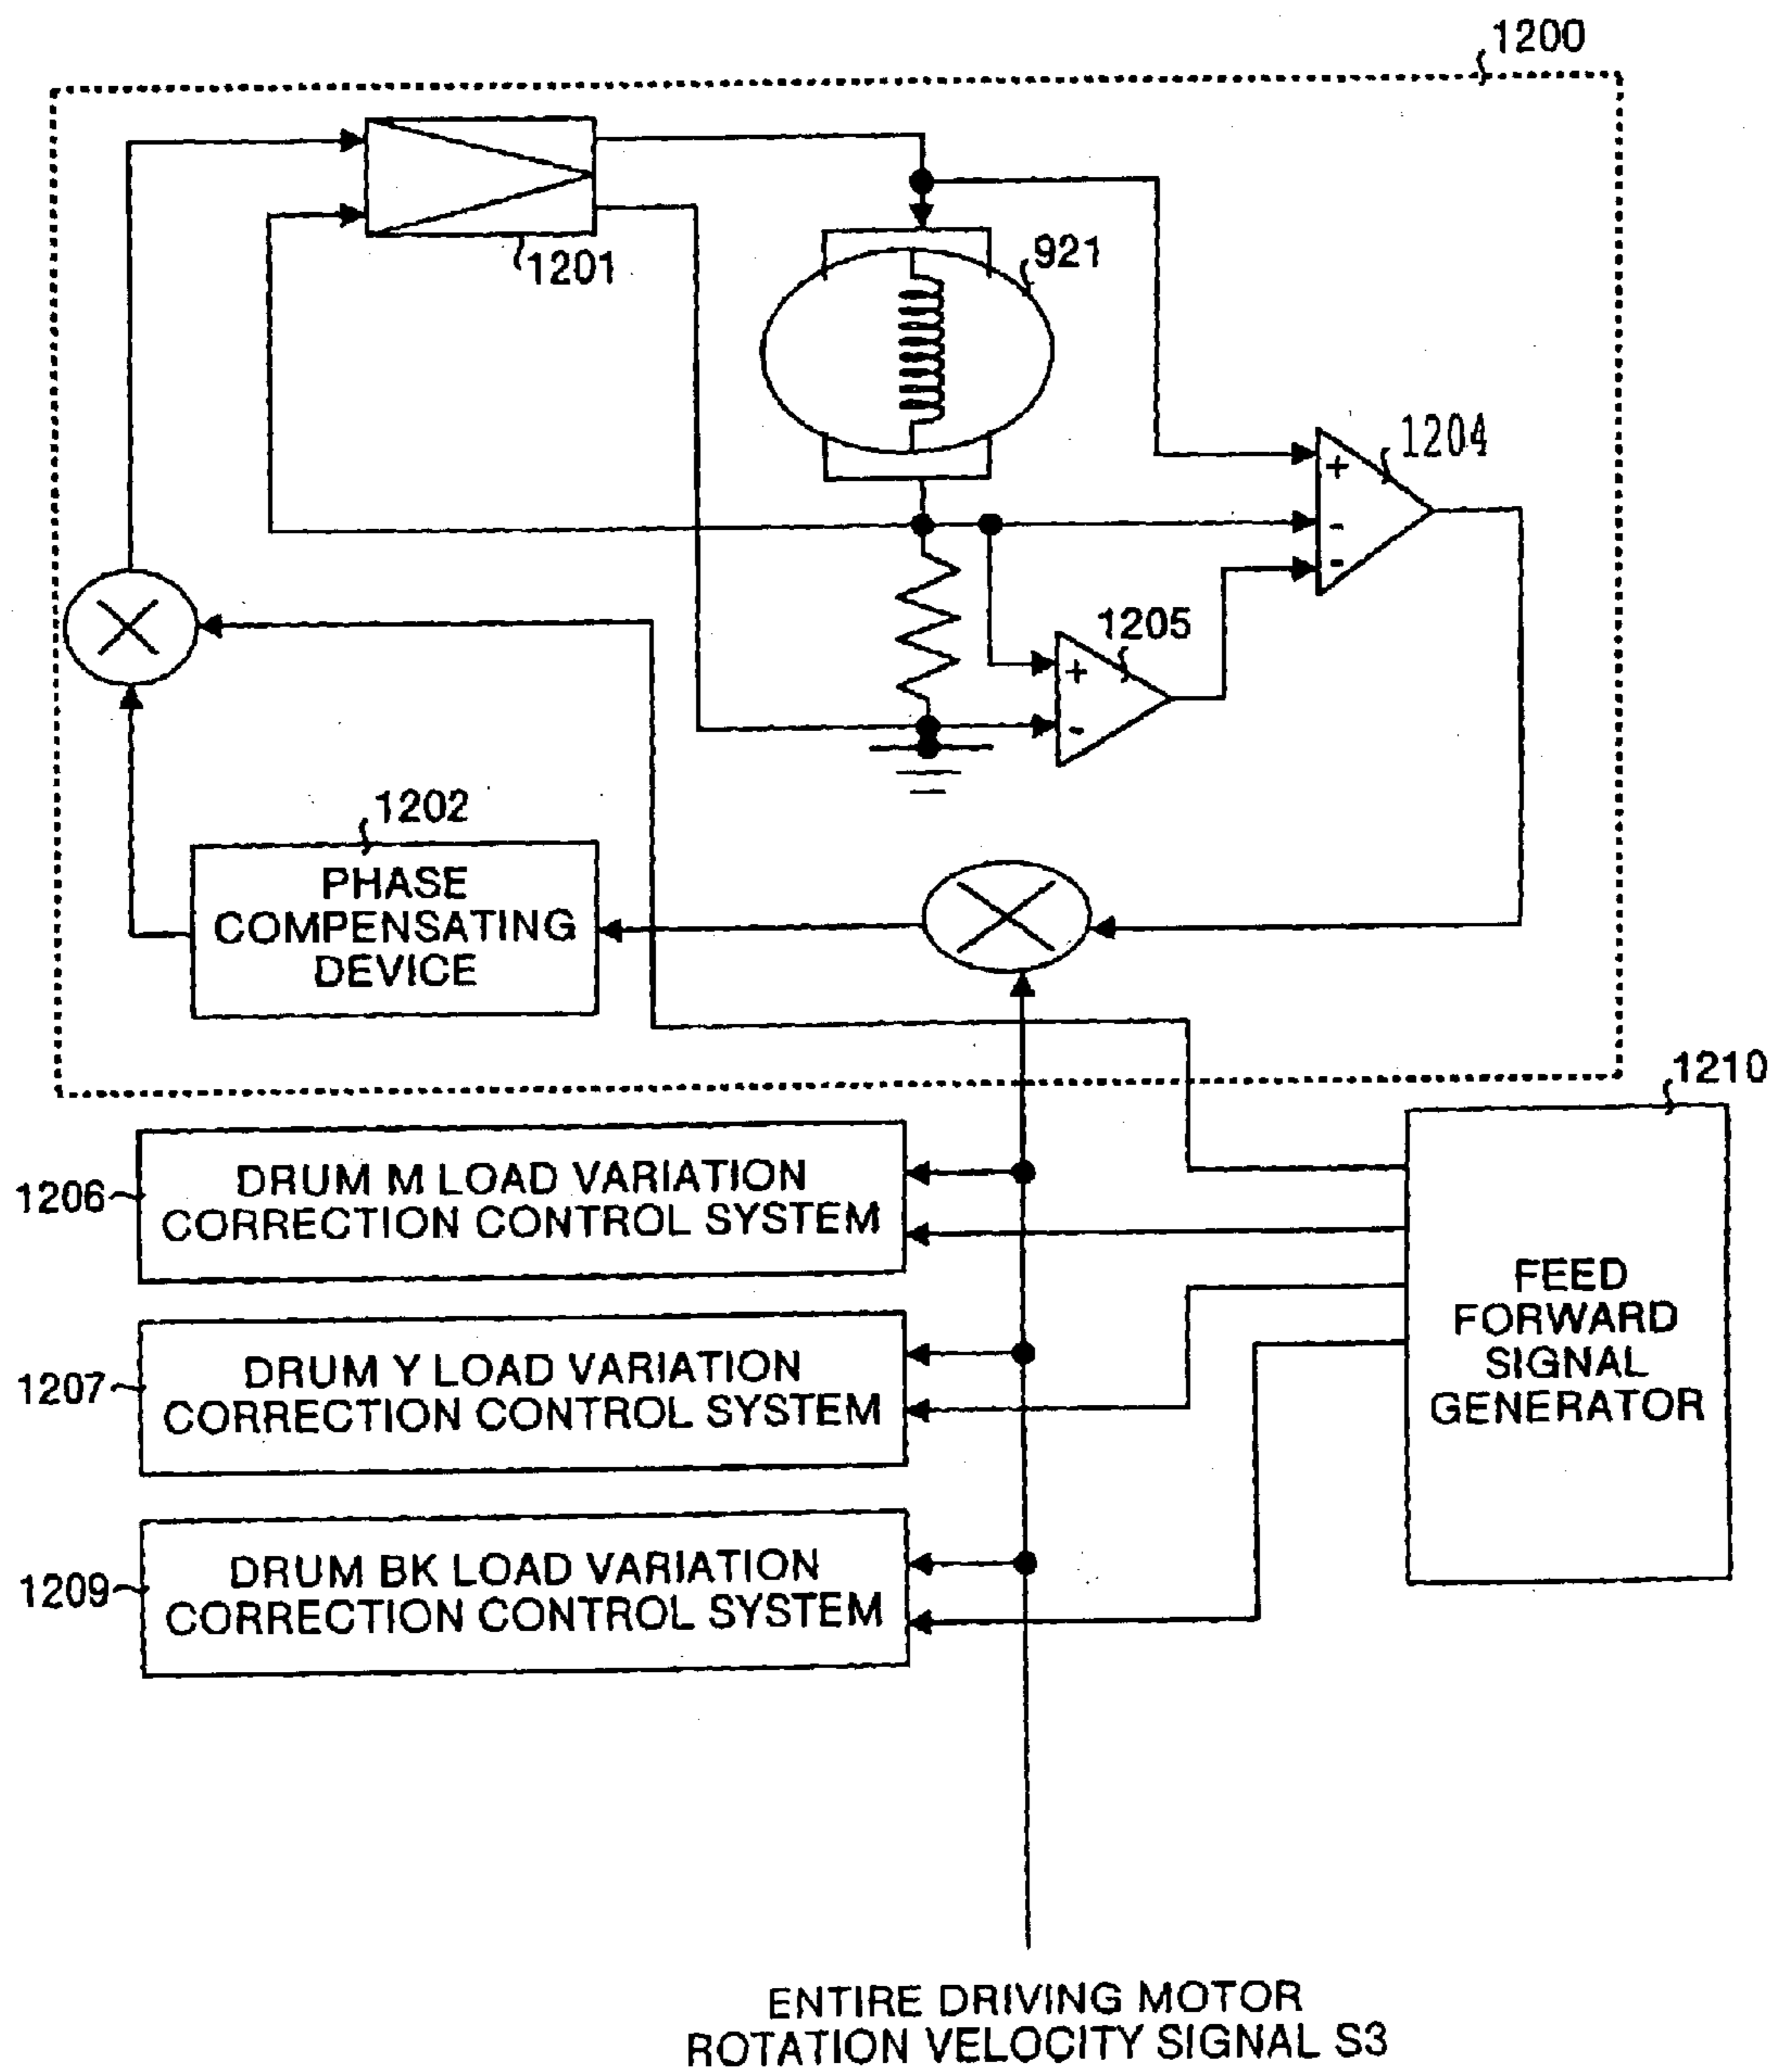 1200
1201
921
1204
+
-
-
1205
+
-
1202
PHASE
COMPENSATING
DEVICE
1210
1206
DRUM M LOAD VARIATION
CORRECTION CONTROL SYSTEM
FEED
FORWARD
SIGNAL
GENERATOR
1207
DRUM Y LOAD VARIATION
CORRECTION CONTROL SYSTEM
1209
DRUM BK LOAD VARIATION
CORRECTION CONTROL SYSTEM
ENTIRE DRIVING MOTOR
ROTATION VELOCITY SIGNAL S3